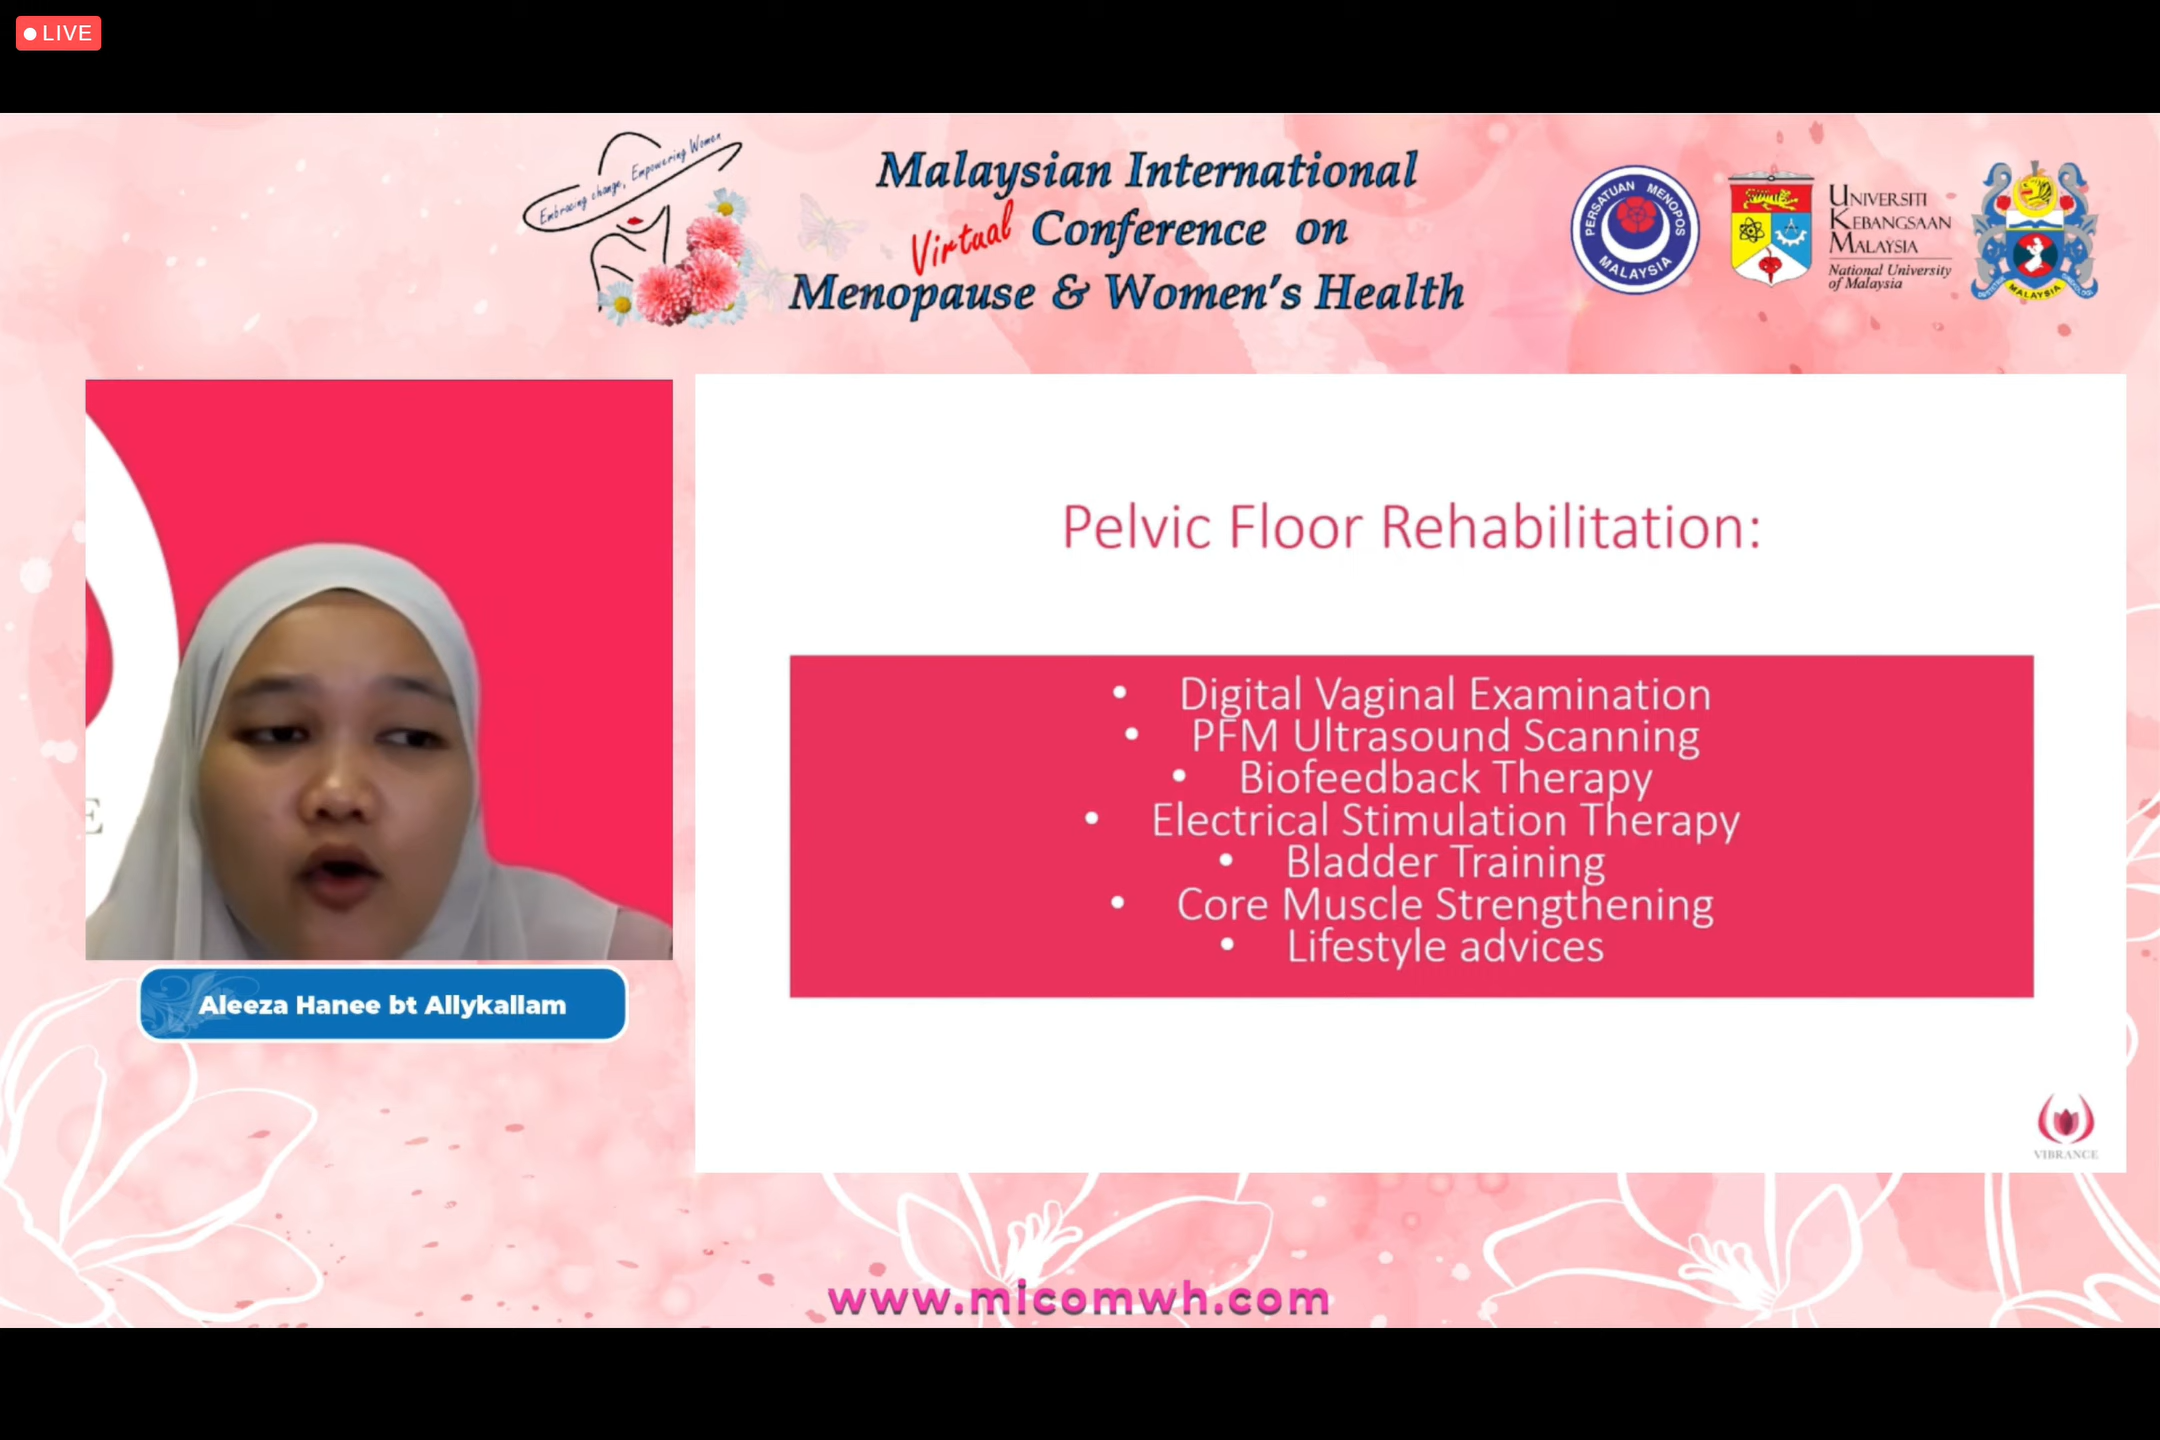 LIVE
Embracing change, Empowering Women
Malaysian International
Virtual Conference on
Menopause & Women's Health
PERSATUAN MENOPOS
MALAYSIA
UNIVERSITI
KEBANGSAAN
MALAYSIA
National University
of Malaysia
MALAYSIA
Pelvic Floor Rehabilitation:
• Digital Vaginal Examination
• PFM Ultrasound Scanning
• Biofeedback Therapy
• Electrical Stimulation Therapy
• Bladder Training
• Core Muscle Strengthening
• Lifestyle advices
E
Aleeza Hanee bt Allykallam
VIBRANCE
www.micomwh.com